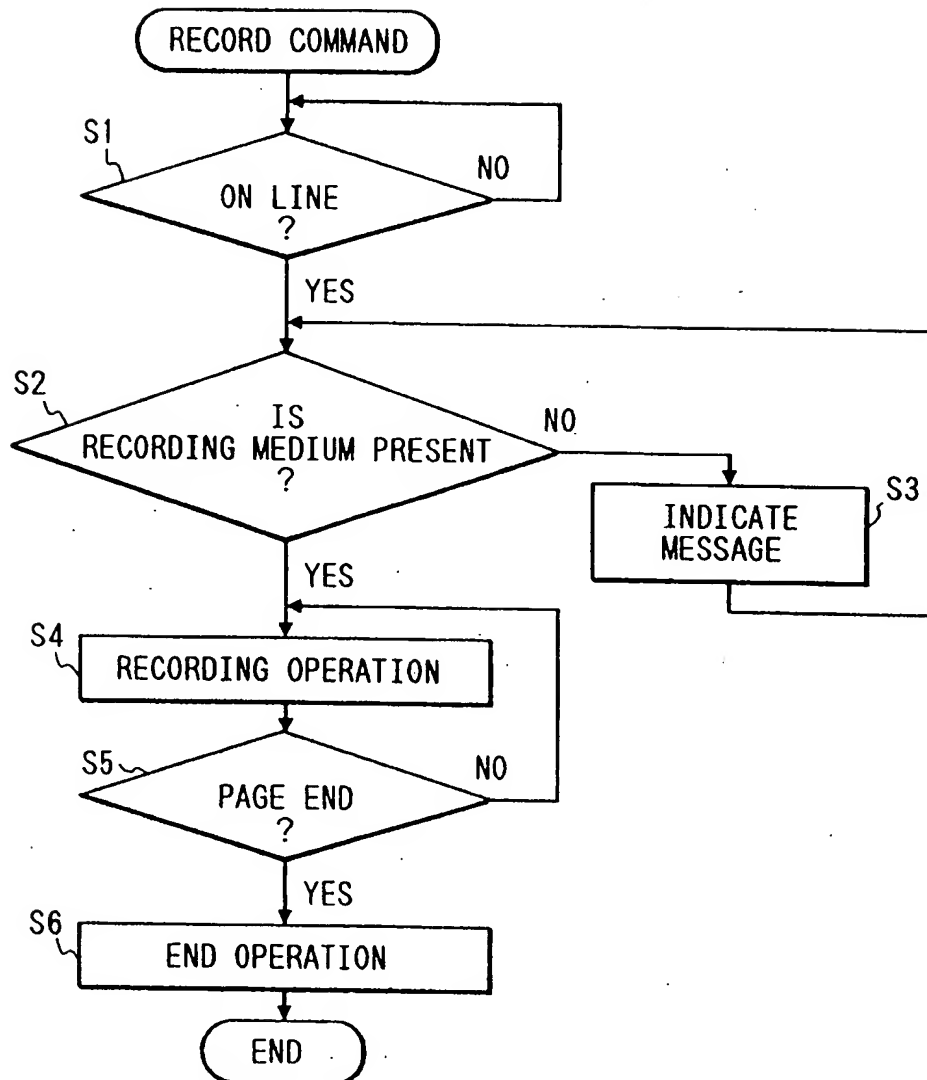 RECORD COMMAND
S1
NO
ON LINE
?
YES
S2
IS
RECORDING MEDIUM PRESENT
?
NO
S3
INDICATE
MESSAGE
YES
S4
RECORDING OPERATION
S5
NO
PAGE END
?
YES
S6
END OPERATION
END